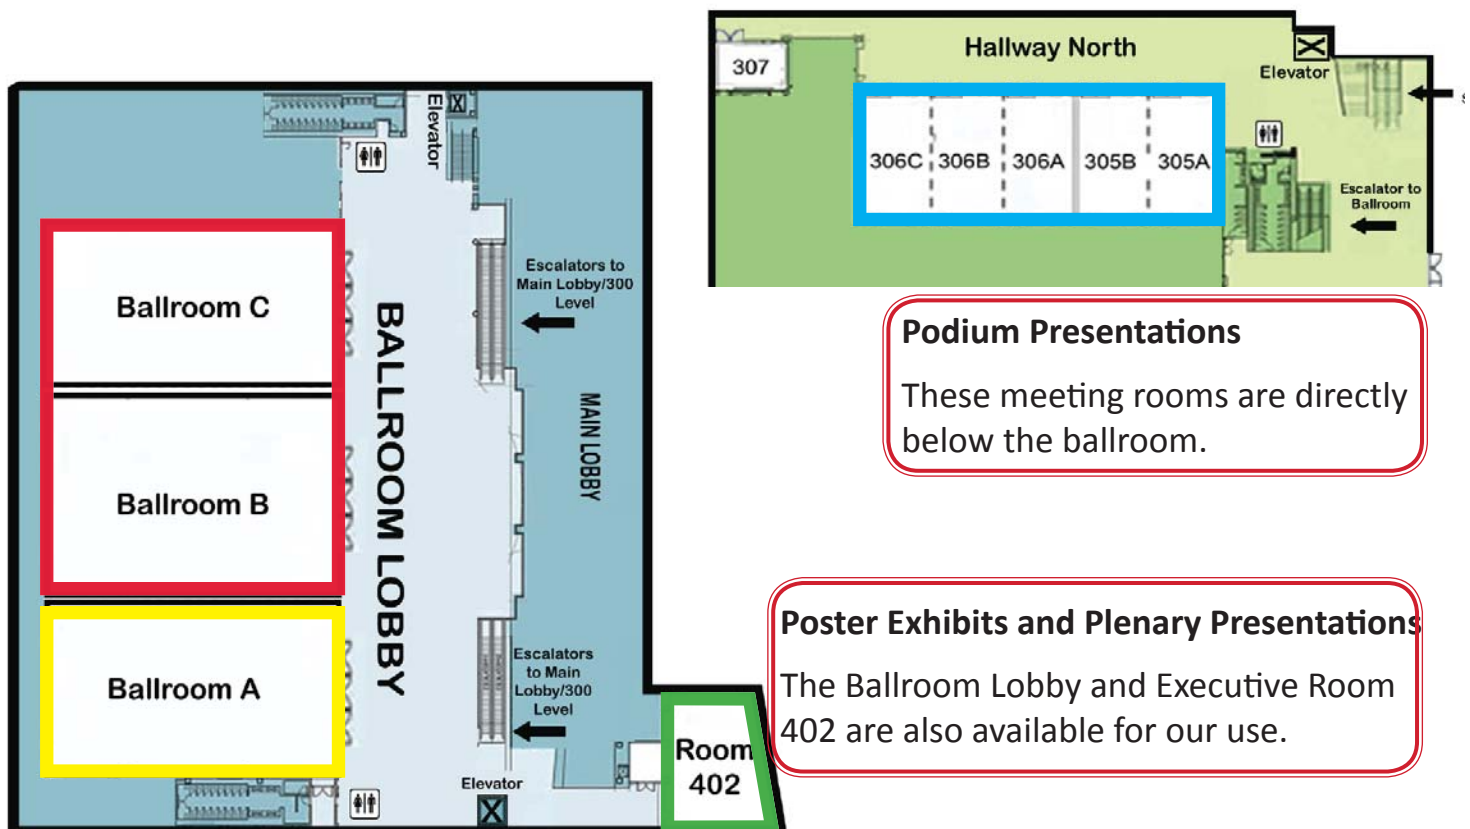 Hallway North
307
Elevator
S
306C
306B
306A
305B
305A
Escalator to
Ballroom
Elevator
Ballroom C
Ballroom B
Ballroom A
BALLROOM LOBBY
Escalators to
Main Lobby/300
Level
MAIN LOBBY
Escalators
to Main
Lobby/300
Level
Elevator
Room
402
Podium Presentations
These meeting rooms are directly
below the ballroom.
Poster Exhibits and Plenary Presentations
The Ballroom Lobby and Executive Room
402 are also available for our use.